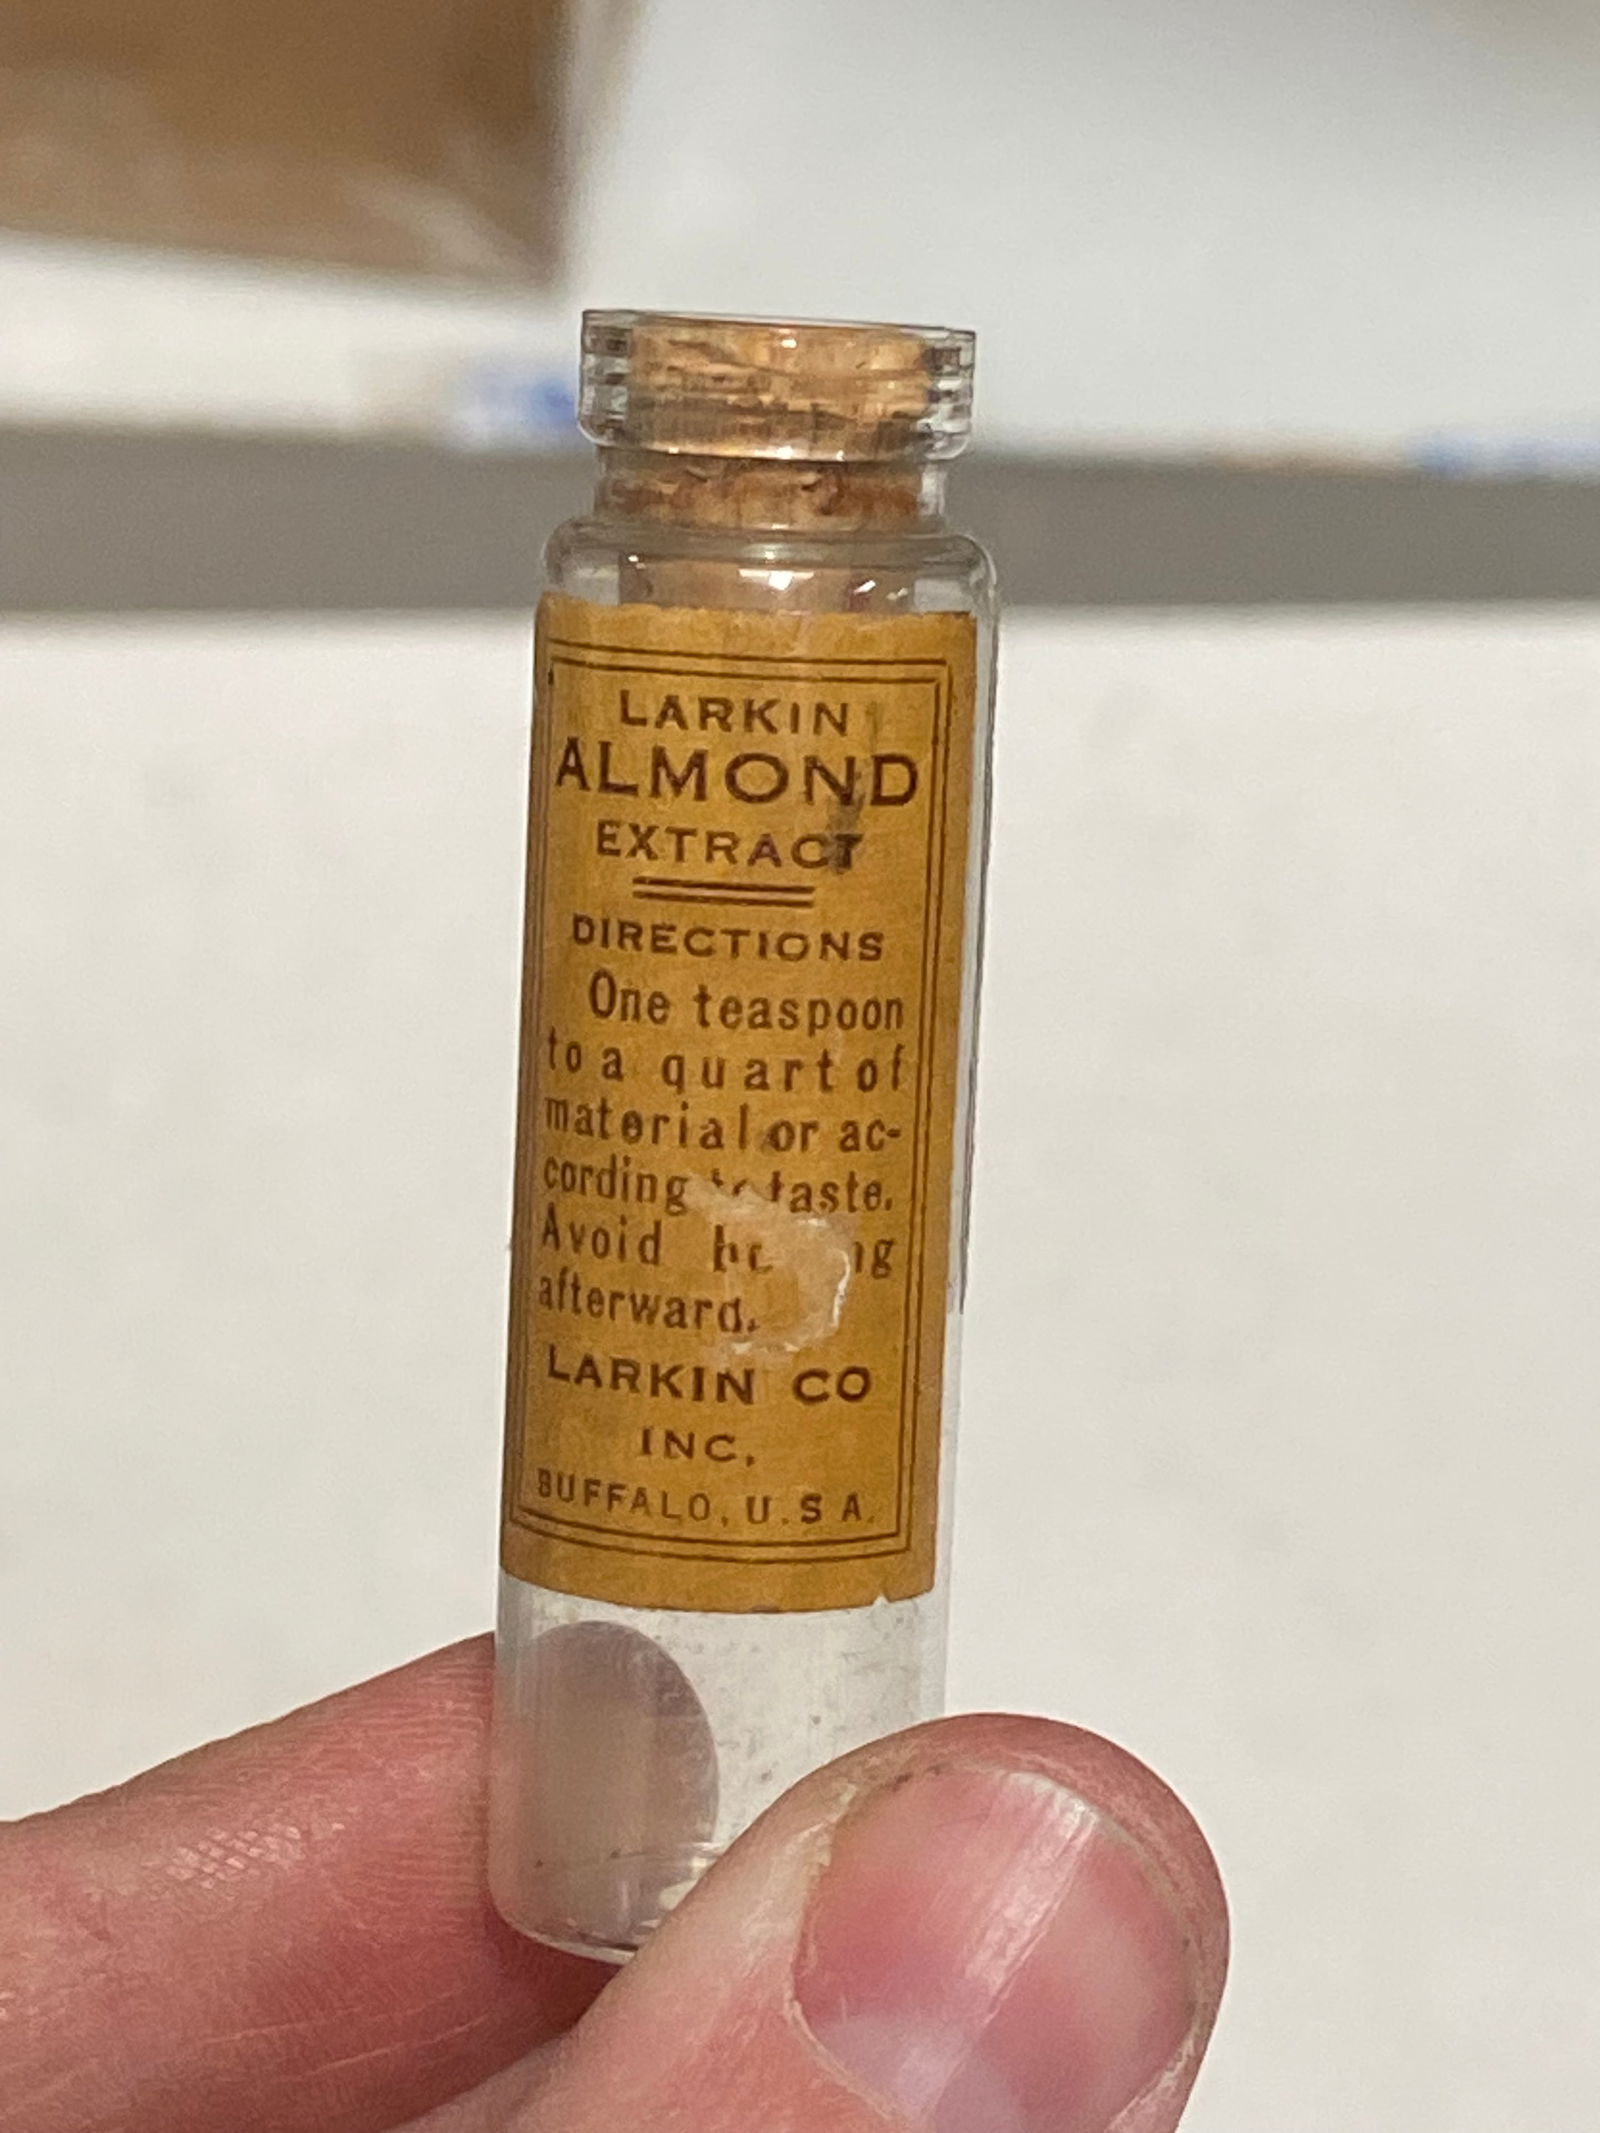 LARKIN
ALMOND
EXTRACT
DIRECTIONS
One teaspoon
to a quart of
material or ac-
cording to taste.
Avoid
afterward.
LARKIN CO
INC.
BUFFALO, U.S A.